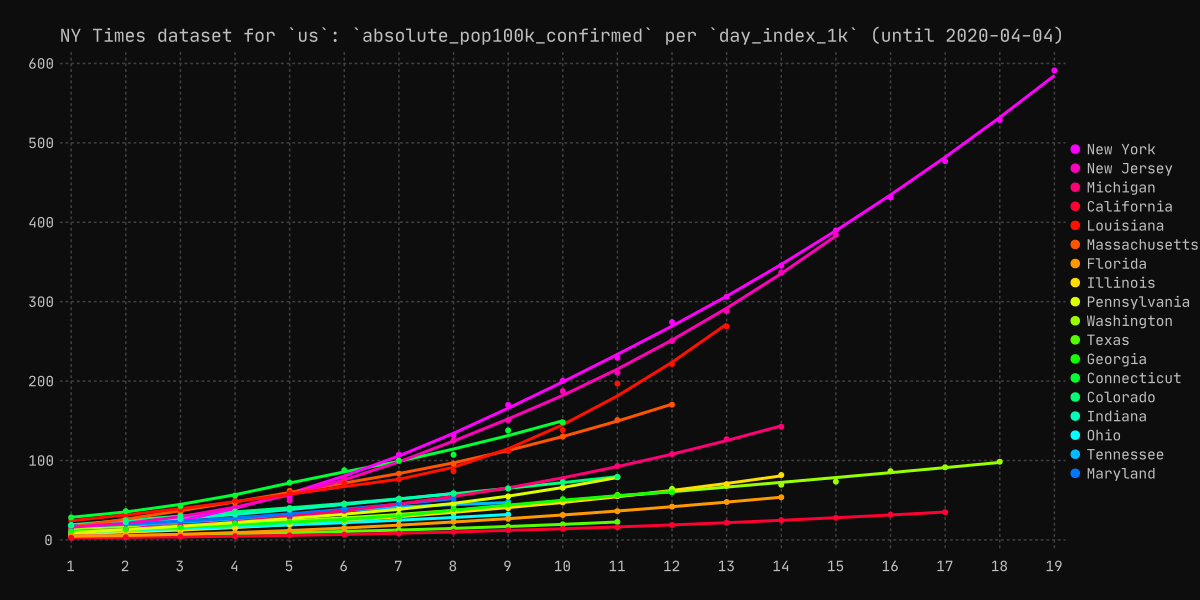 NY Times dataset for `us`: `absolute_pop100k_confirmed` per `day_index_1k` (until 2020-04-04)
600
500
400
300
200
100
0
1 2 3 4 5 6 7 8 9 10 11 12 13 14 15 16 17 18 19
New York
New Jersey
Michigan
California
Louisiana
Massachusetts
Florida
Illinois
Pennsylvania
Washington
Texas
Georgia
Connecticut
Colorado
Indiana
Ohio
Tennessee
Maryland